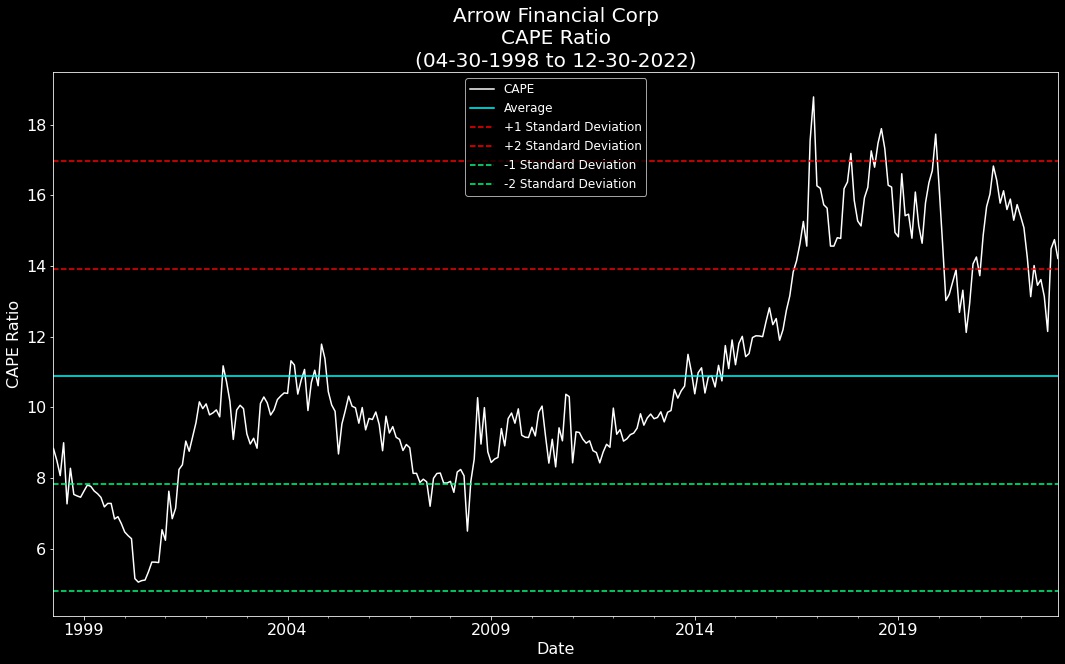 Arrow Financial Corp
CAPE Ratio
(04-30-1998 to 12-30-2022)
CAPE
Average
+1 Standard Deviation
+2 Standard Deviation
-1 Standard Deviation
-2 Standard Deviation
18
16
14
12
10
8
6
CAPE Ratio
1999
2004
2009
2014
2019
Date